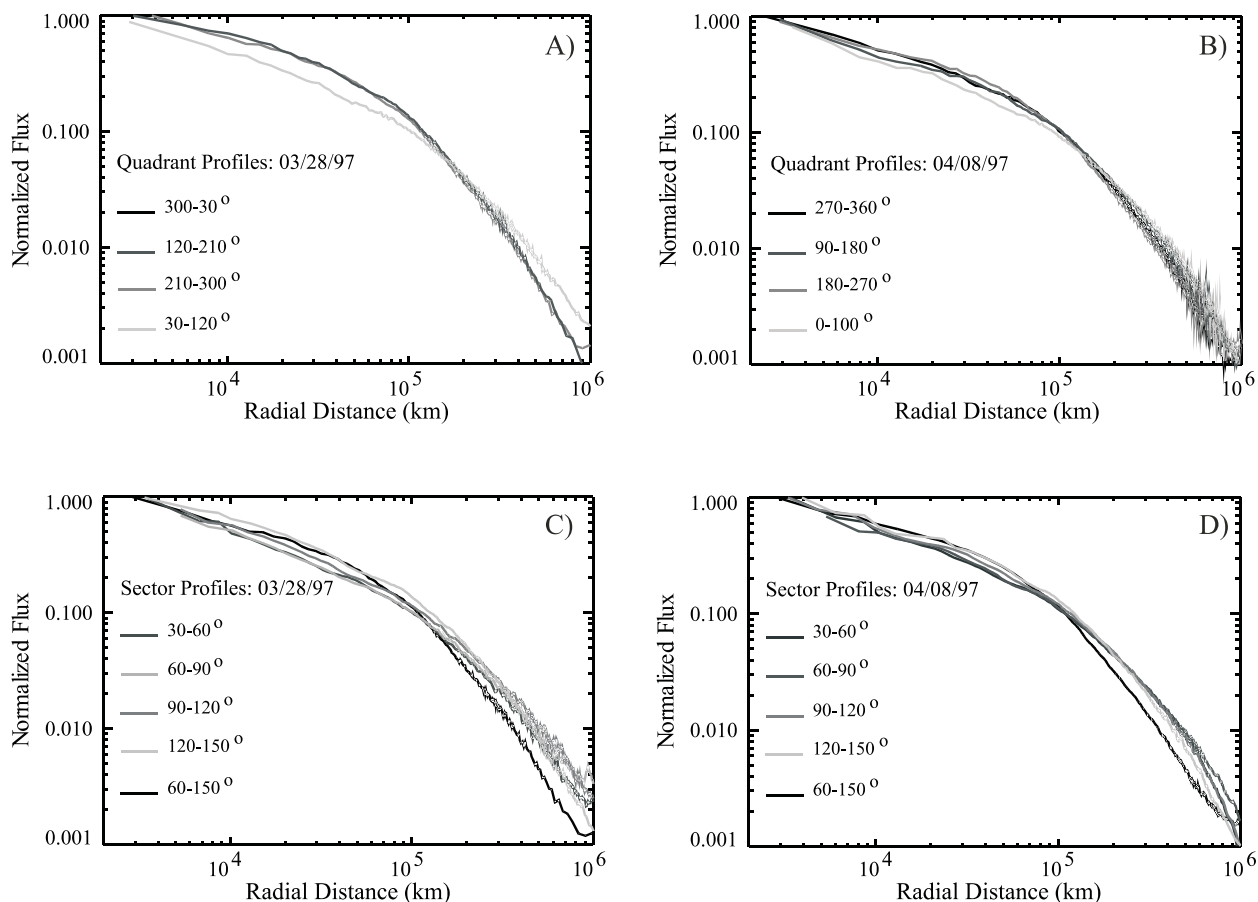 A)
Normalized Flux
1.000
0.100
0.010
0.001
Quadrant Profiles: 03/28/97
300-30 o
120-210 o
210-300 o
30-120 o
10^4
10^5
10^6
Radial Distance (km)
B)
Normalized Flux
1.000
0.100
0.010
0.001
Quadrant Profiles: 04/08/97
270-360 o
90-180 o
180-270 o
0-100 o
10^4
10^5
10^6
Radial Distance (km)
C)
Normalized Flux
1.000
0.100
0.010
0.001
Sector Profiles: 03/28/97
30-60 o
60-90 o
90-120 o
120-150 o
60-150 o
10^4
10^5
10^6
Radial Distance (km)
D)
Normalized Flux
1.000
0.100
0.010
0.001
Sector Profiles: 04/08/97
30-60 o
60-90 o
90-120 o
120-150 o
60-150 o
10^4
10^5
10^6
Radial Distance (km)